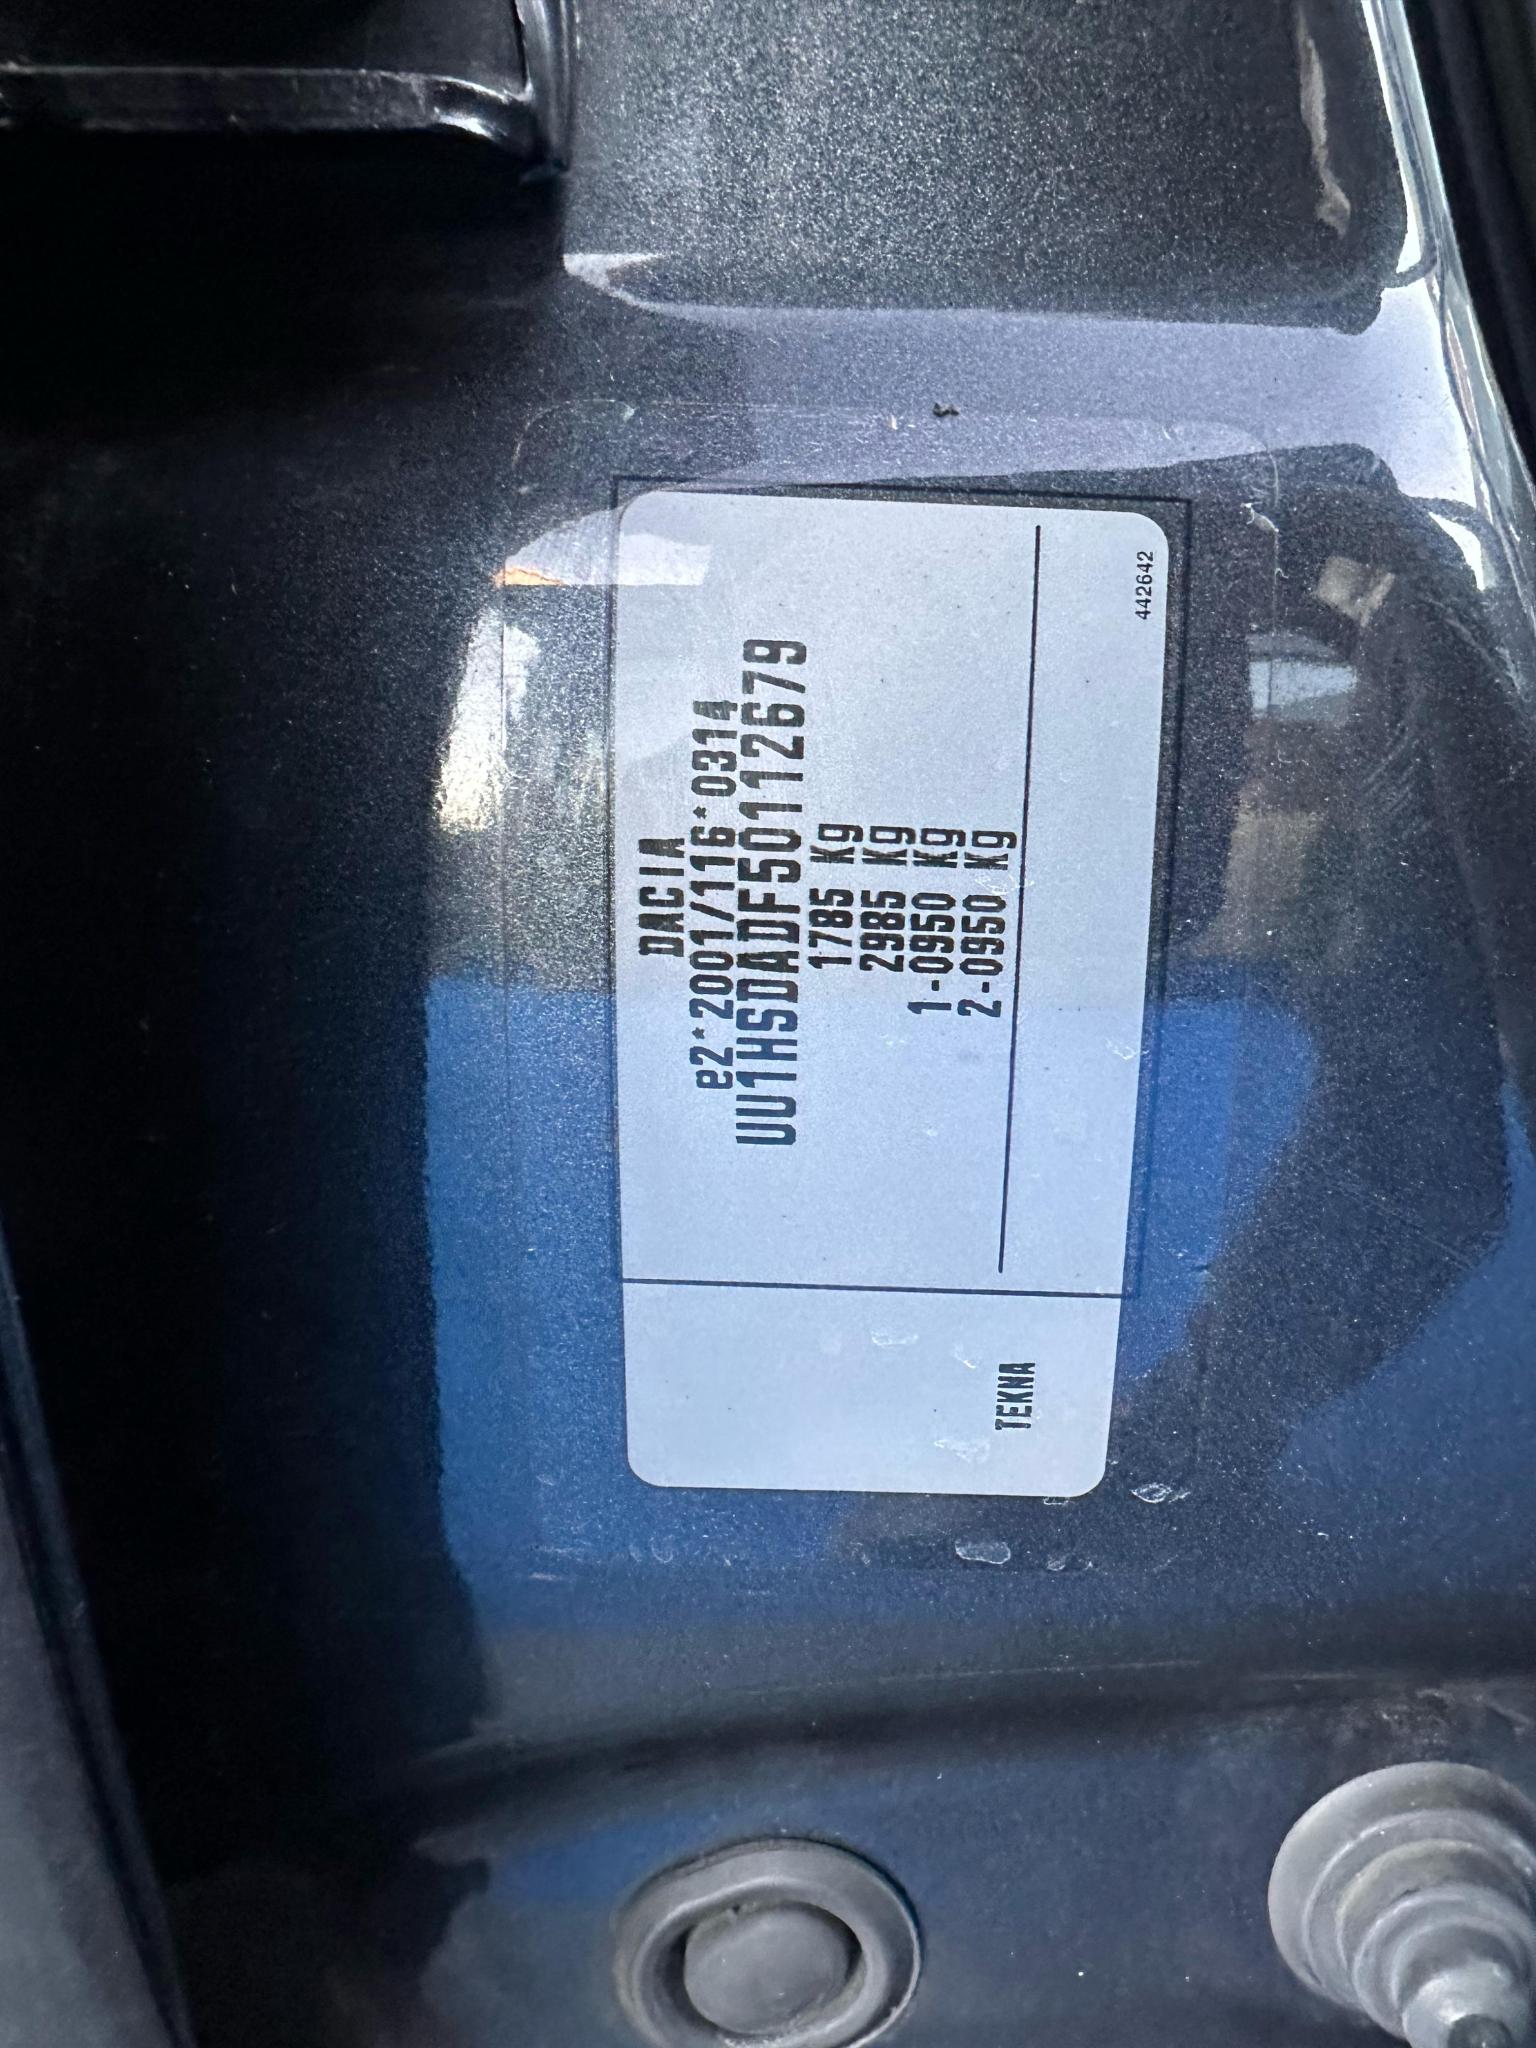 DACIA
e2*2001/116*0314
UU1HSDADF50112679
1785 Kg
2985 Kg
1-0950 Kg
2-0950 Kg
TEKNA
442642